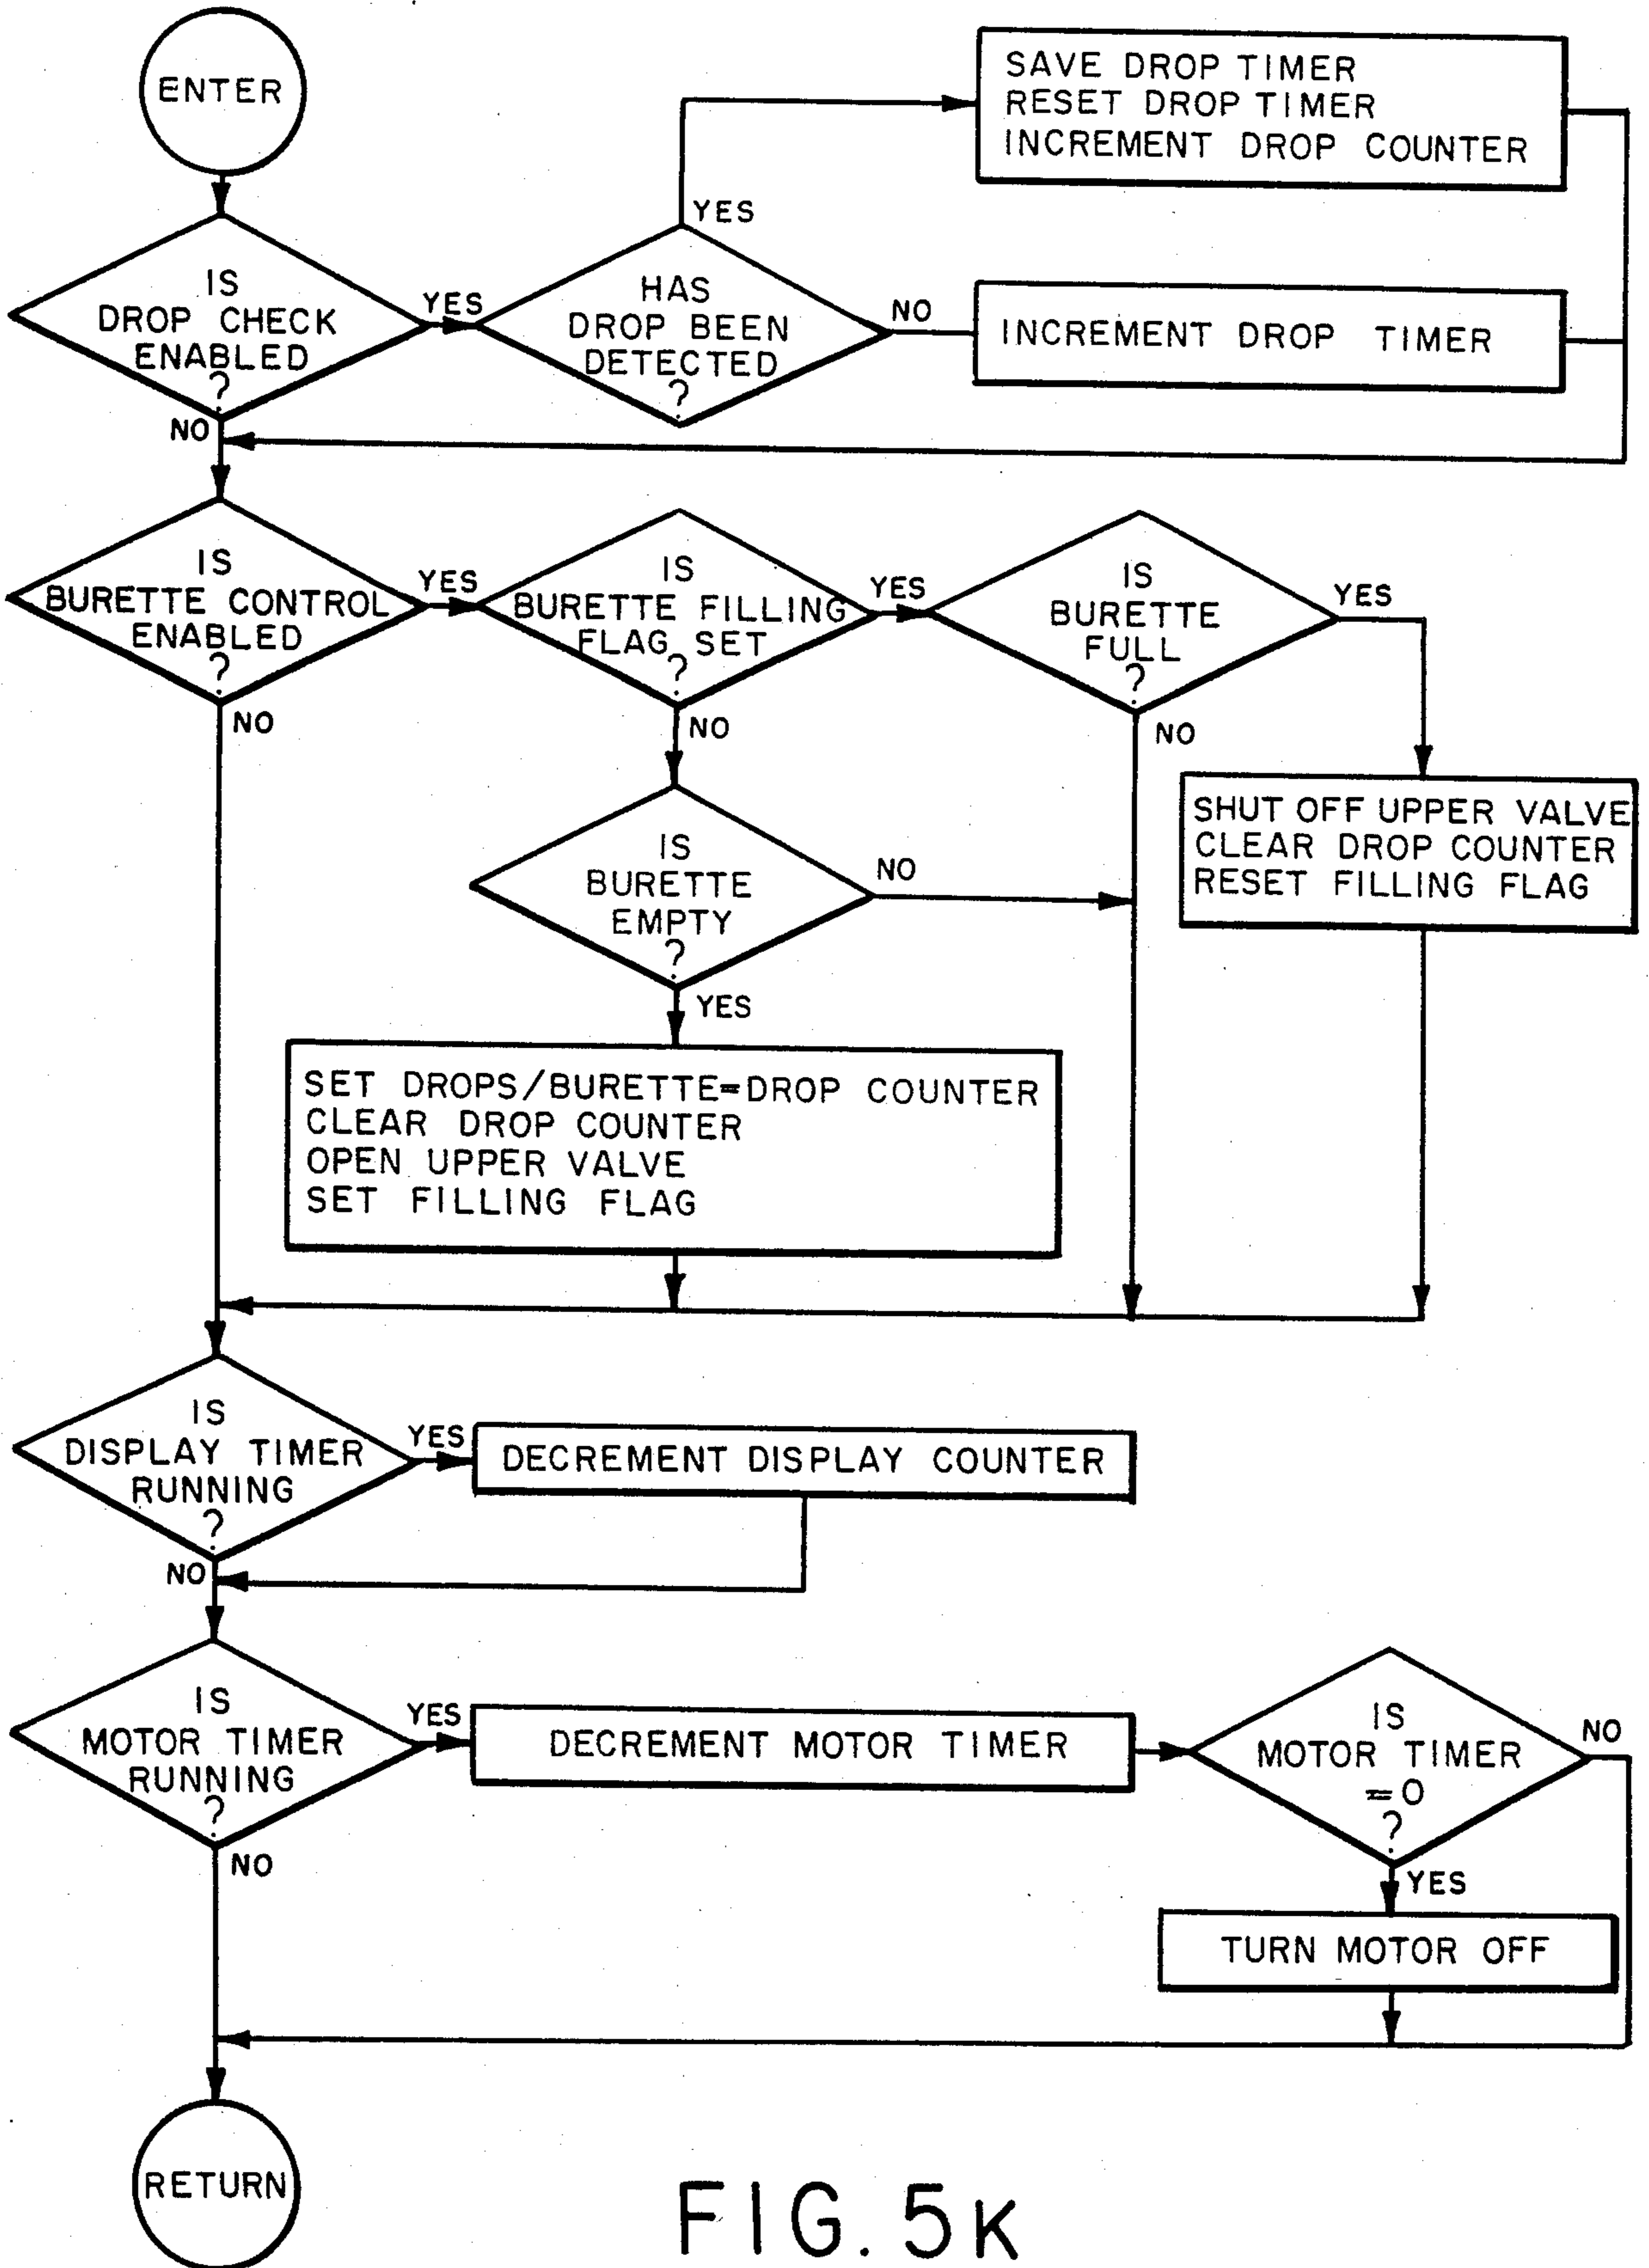 ENTER
SAVE DROP TIMER
RESET DROP TIMER
INCREMENT DROP COUNTER
YES
IS
DROP CHECK
ENABLED
?
YES
HAS
DROP BEEN
DETECTED
?
NO
INCREMENT DROP TIMER
NO
IS
BURETTE CONTROL
ENABLED
?
YES
IS
BURETTE FILLING
FLAG SET
?
YES
IS
BURETTE
FULL
?
YES
NO
NO
NO
SHUT OFF UPPER VALVE
CLEAR DROP COUNTER
RESET FILLING FLAG
IS
BURETTE
EMPTY
?
NO
YES
SET DROPS/BURETTE=DROP COUNTER
CLEAR DROP COUNTER
OPEN UPPER VALVE
SET FILLING FLAG
IS
DISPLAY TIMER
RUNNING
?
YES
DECREMENT DISPLAY COUNTER
NO
IS
MOTOR TIMER
RUNNING
?
YES
DECREMENT MOTOR TIMER
IS
MOTOR TIMER
=0
?
NO
NO
YES
TURN MOTOR OFF
RETURN
FIG. 5K